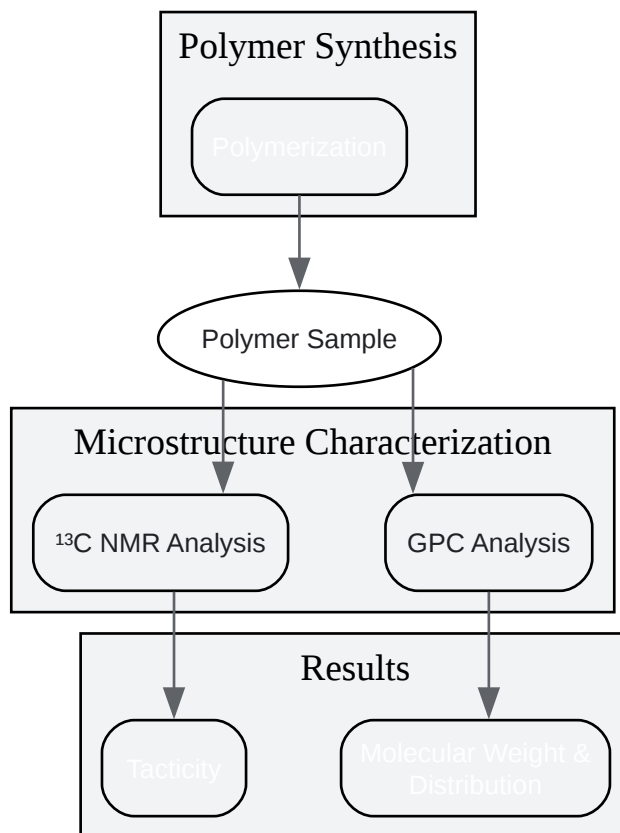 Polymer Synthesis
Polymerization
Polymer Sample
Microstructure Characterization
¹³C NMR Analysis
GPC Analysis
Results
Tacticity
Molecular Weight &
Distribution